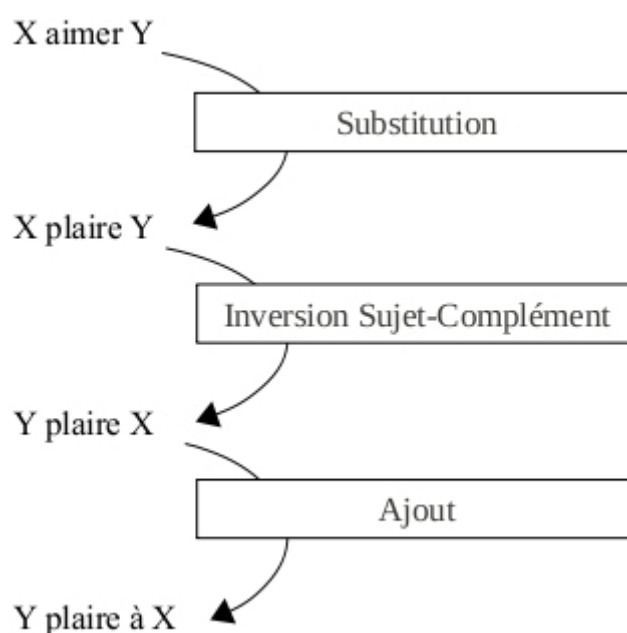 X aimer Y
Substitution
X plaire Y
Inversion Sujet-Complément
Y plaire X
Ajout
Y plaire à X